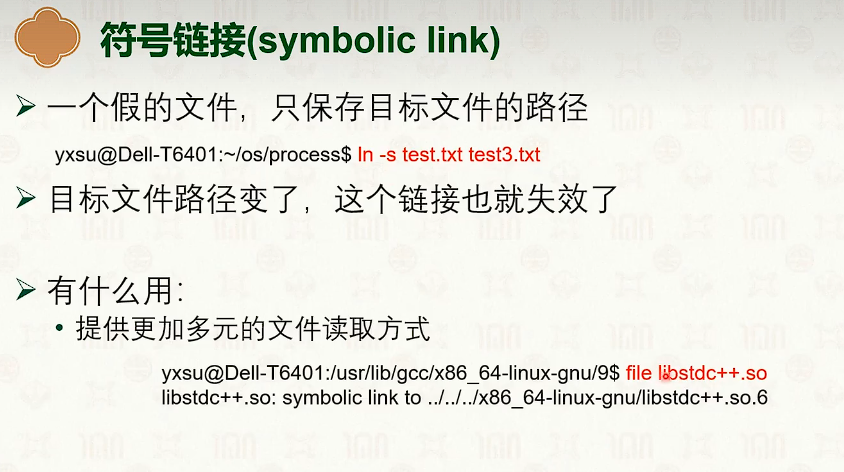 符号链接(symbolic link)
➢ 一个假的文件，只保存目标文件的路径
yxsu@Dell-T6401:~/os/process$ ln -s test.txt test3.txt
➢ 目标文件路径变了，这个链接也就失效了
➢ 有什么用：
• 提供更加多元的文件读取方式
yxsu@Dell-T6401:/usr/lib/gcc/x86_64-linux-gnu/9$ file libstdc++.so
libstdc++.so: symbolic link to ../../../x86_64-linux-gnu/libstdc++.so.6